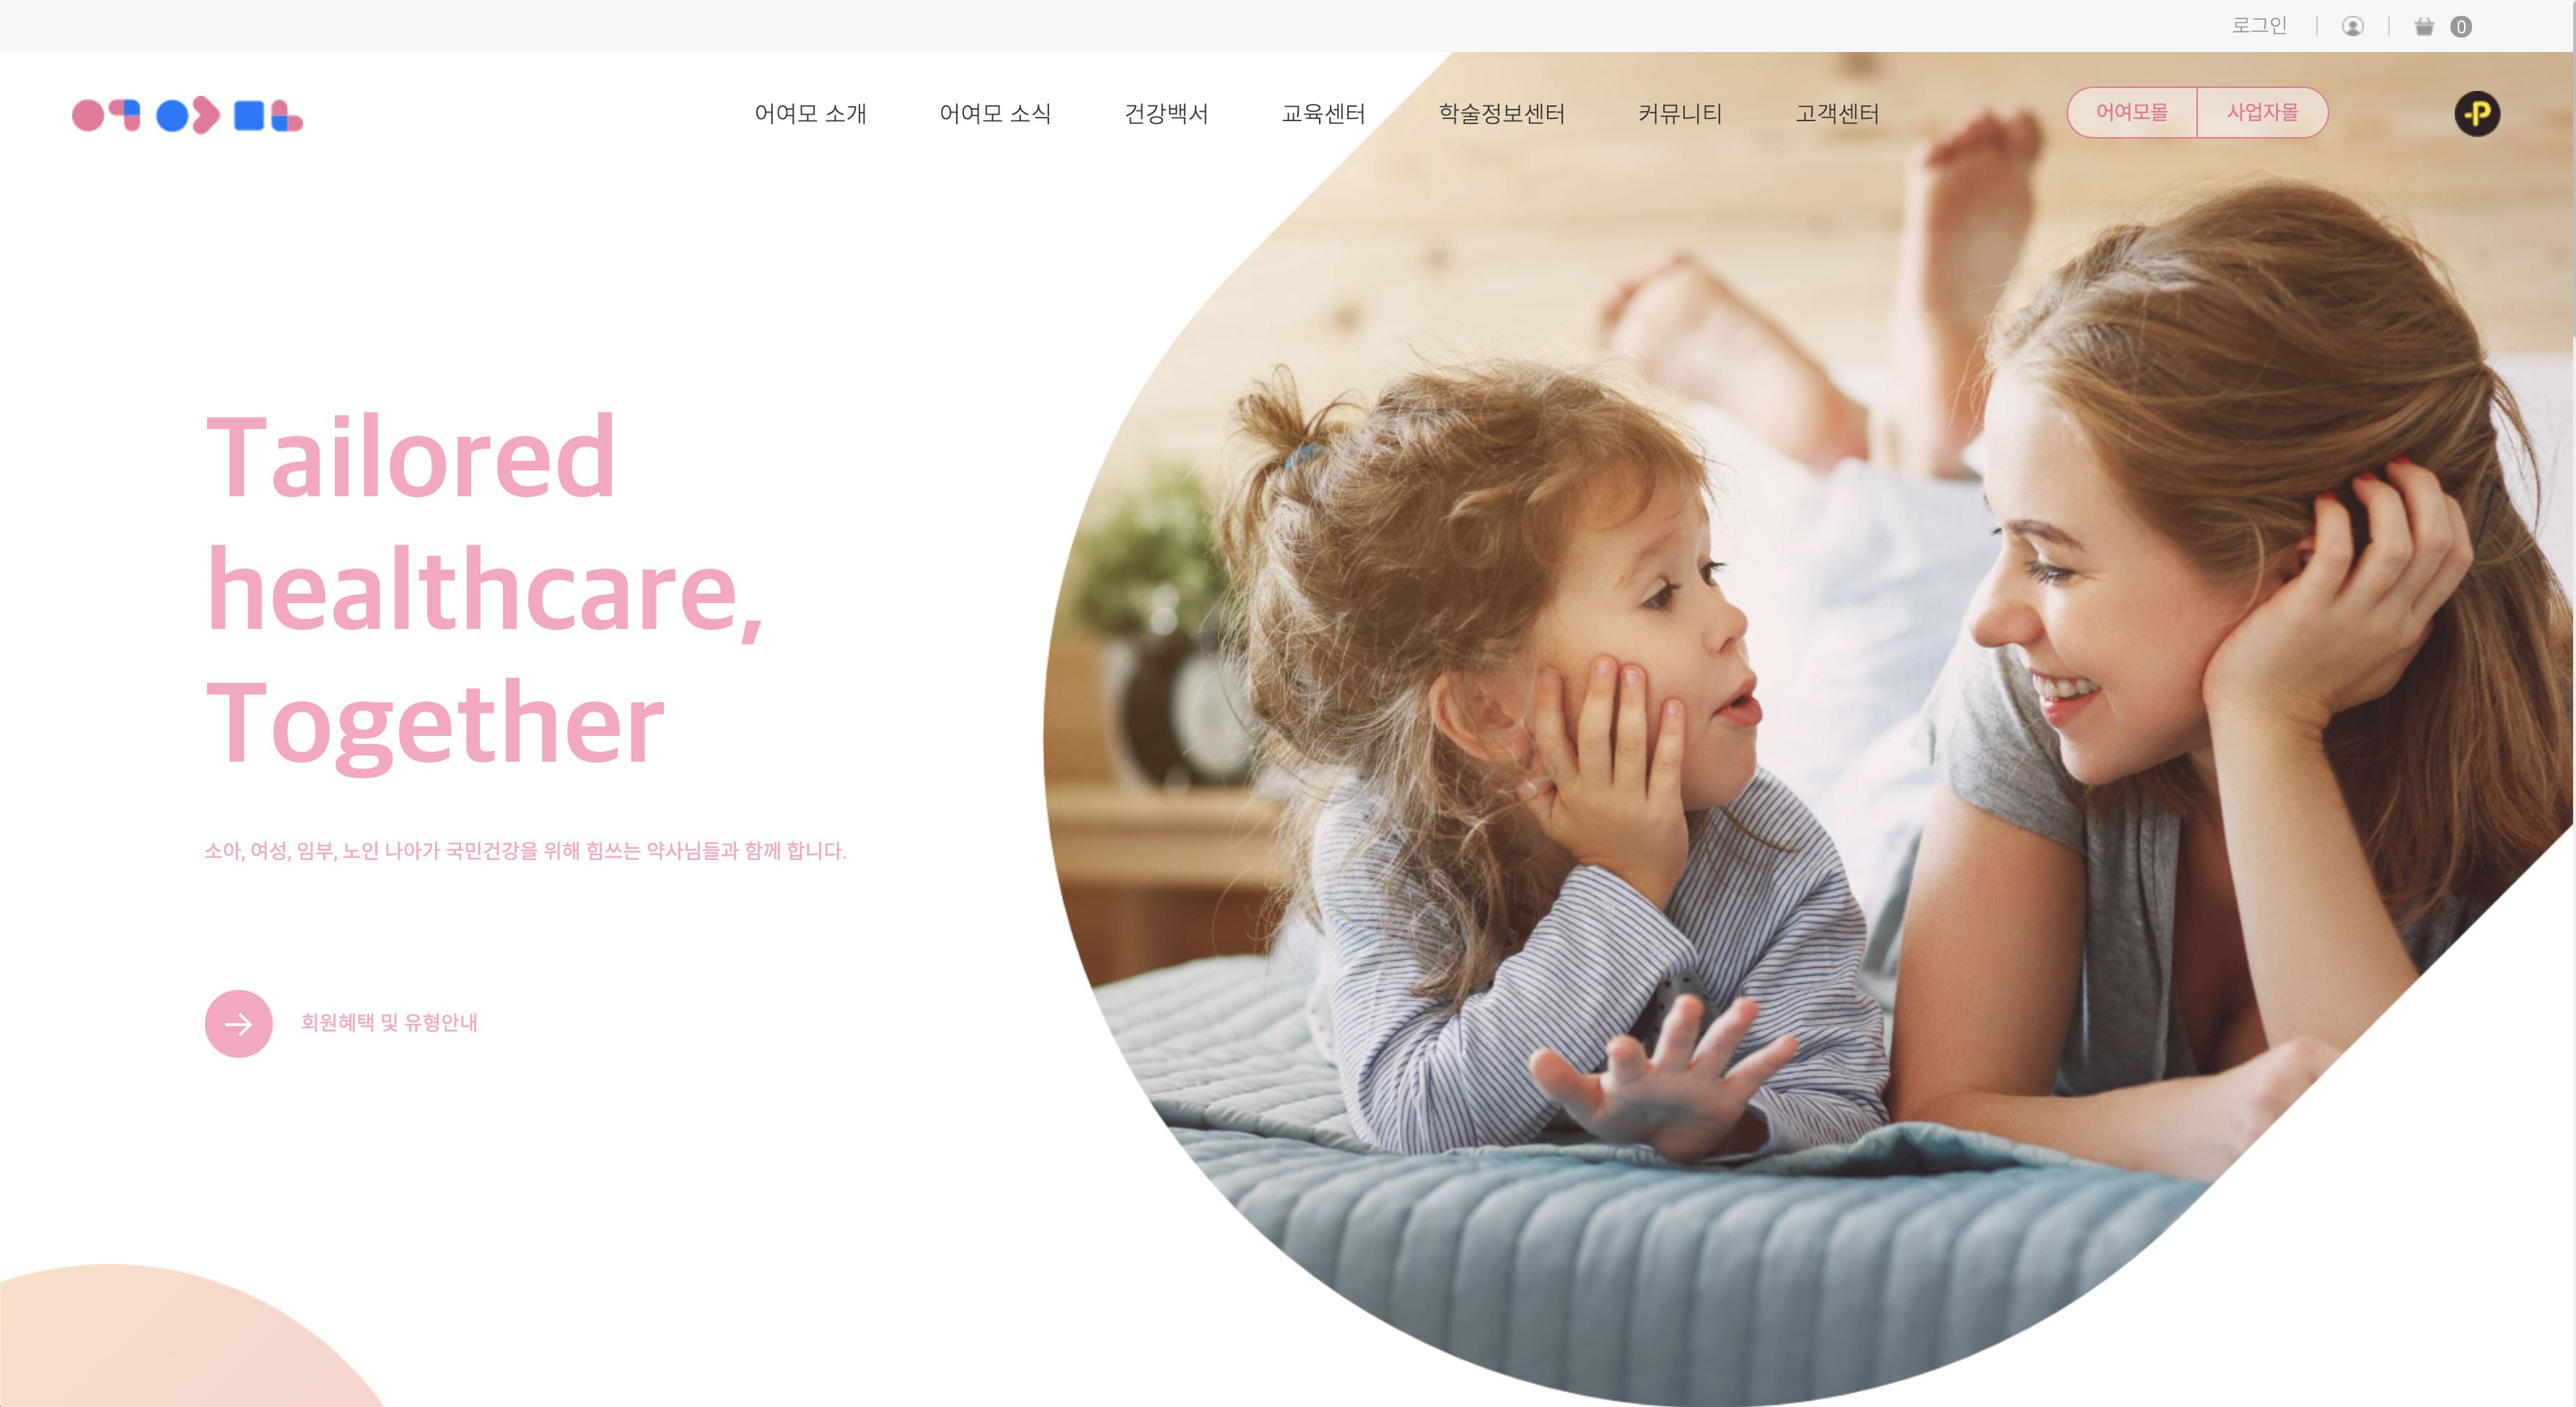 로그인
0
어여모 소개
어여모 소식
건강백서
교육센터
학술정보센터
커뮤니티
고객센터
어여모몰
사업자몰
P
Tailored
healthcare,
Together
소아, 여성, 임부, 노인 나아가 국민건강을 위해 힘쓰는 약사님들과 함께 합니다.
회원혜택 및 유형안내